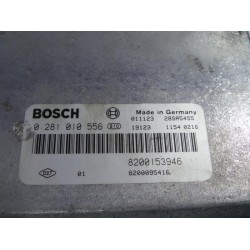 BOSCH
Made in Germany
011123 28SA5455
0 281 010 556
19123 1154 0216
8200153946
01 8200095416